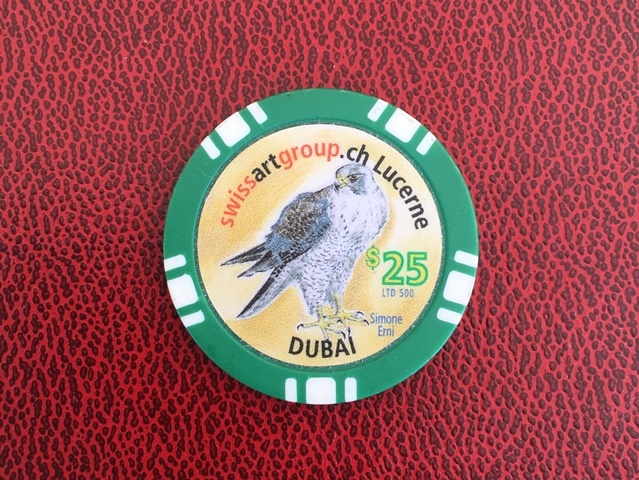 swissartgroup.ch Lucerne
$25
LTD 500
Simone
Erni
DUBAI